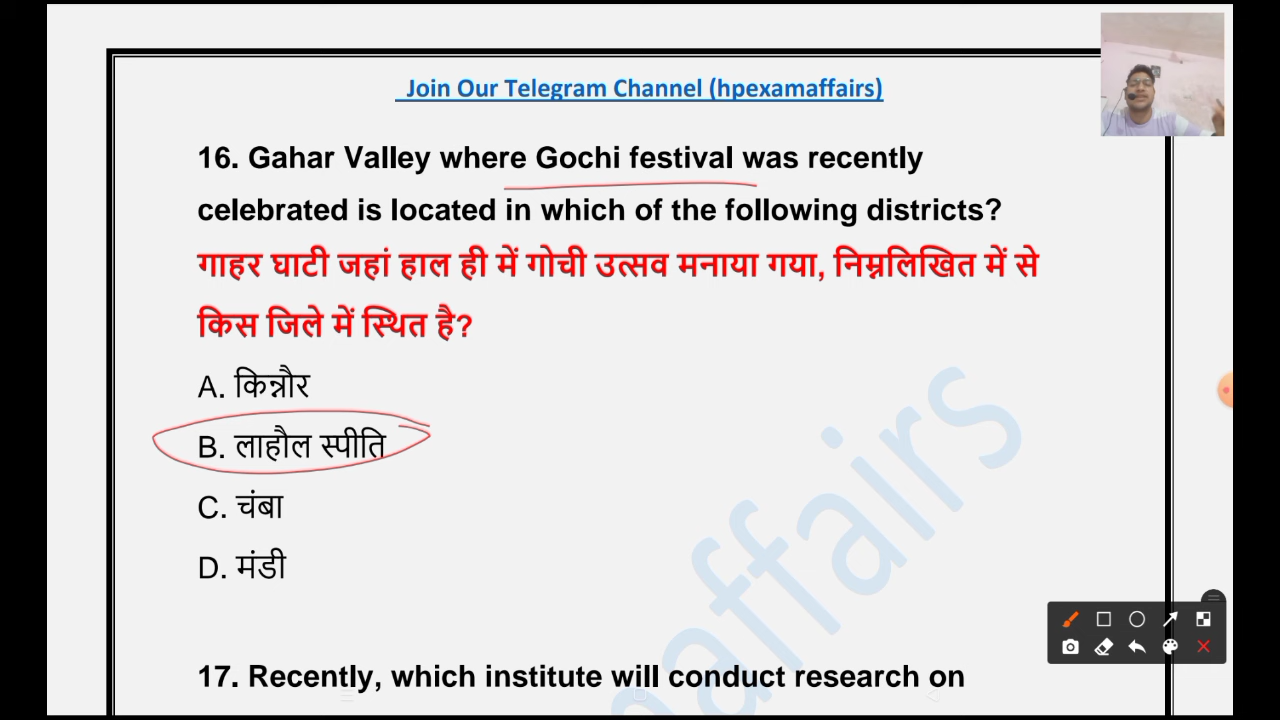 Join Our Telegram Channel (hpexamaffairs)
16. Gahar Valley where Gochi festival was recently
celebrated is located in which of the following districts?
गाहर घाटी जहां हाल ही में गोची उत्सव मनाया गया, निम्नलिखित में से
किस जिले में स्थित है?
A. किन्नौर
B. लाहौल स्पीति
C. चंबा
D. मंडी
17. Recently, which institute will conduct research on
affairs